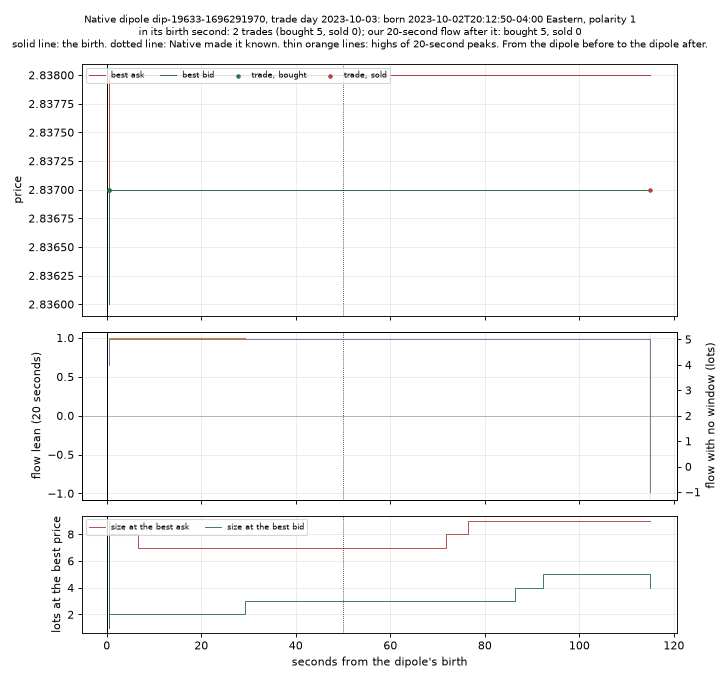 Native dipole dip-19633-1696291970, trade day 2023-10-03: born 2023-10-02T20:12:50-04:00 Eastern, polarity 1
in its birth second: 2 trades (bought 5, sold 0); our 20-second flow after it: bought 5, sold 0
solid line: the birth. dotted line: Native made it known. thin orange lines: highs of 20-second peaks. From the dipole before to the dipole after.
best ask best bid trade, bought trade, sold
2.83800
2.83775
2.83750
2.83725
2.83700
2.83675
2.83650
2.83625
2.83600
price
1.0
0.5
0.0
−0.5
−1.0
flow lean (20 seconds)
5
4
3
2
1
0
−1
flow with no window (lots)
size at the best ask size at the best bid
8
6
4
2
lots at the best price
0 20 40 60 80 100 120
seconds from the dipole's birth